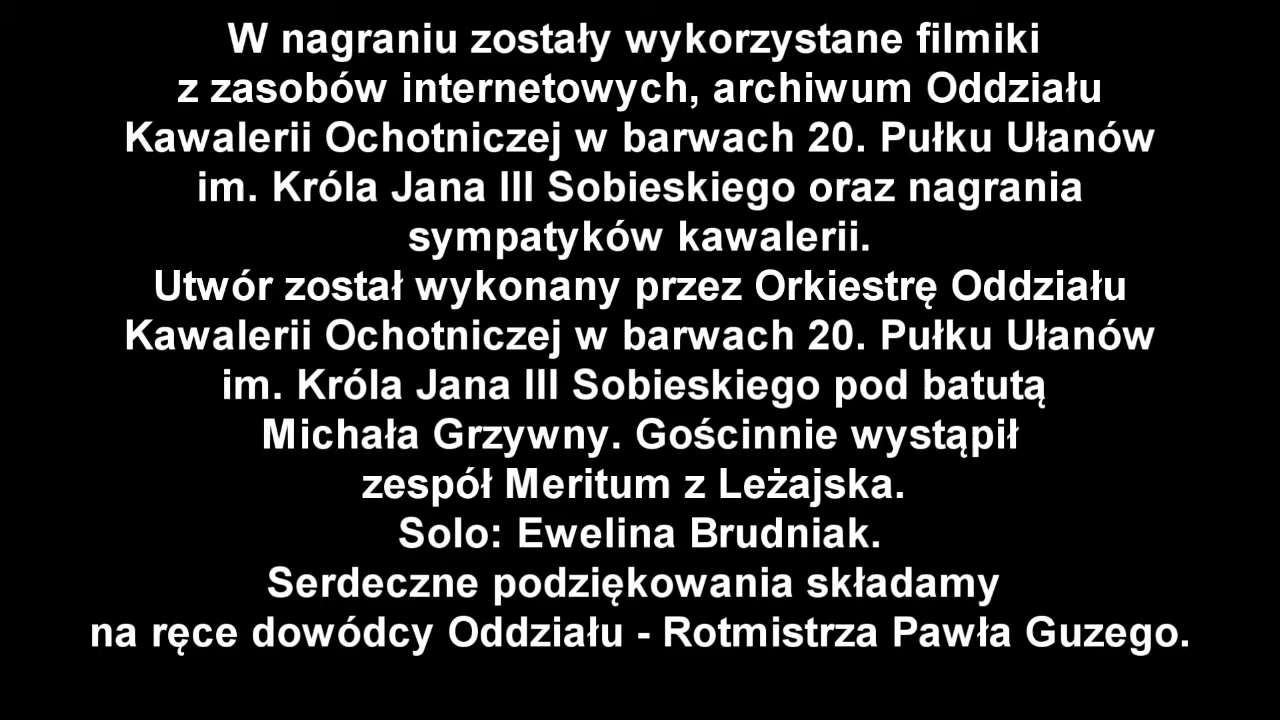 W nagraniu zostały wykorzystane filmiki
z zasobów internetowych, archiwum Oddziału
Kawalerii Ochotniczej w barwach 20. Pułku Ułanów
im. Króla Jana III Sobieskiego oraz nagrania
sympatyków kawalerii.
Utwór został wykonany przez Orkiestrę Oddziału
Kawalerii Ochotniczej w barwach 20. Pułku Ułanów
im. Króla Jana III Sobieskiego pod batutą
Michała Grzywny. Gościnnie wystąpił
zespół Meritum z Leżajska.
Solo: Ewelina Brudniak.
Serdeczne podziękowania składamy
na ręce dowódcy Oddziału - Rotmistrza Pawła Guzego.